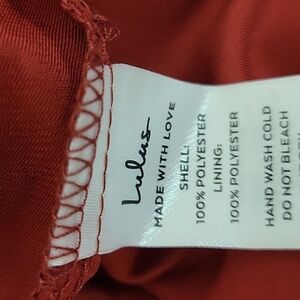 Lulus
MADE WITH LOVE
SHELL:
100% POLYESTER
LINING:
100% POLYESTER
HAND WASH COLD
DO NOT BLEACH